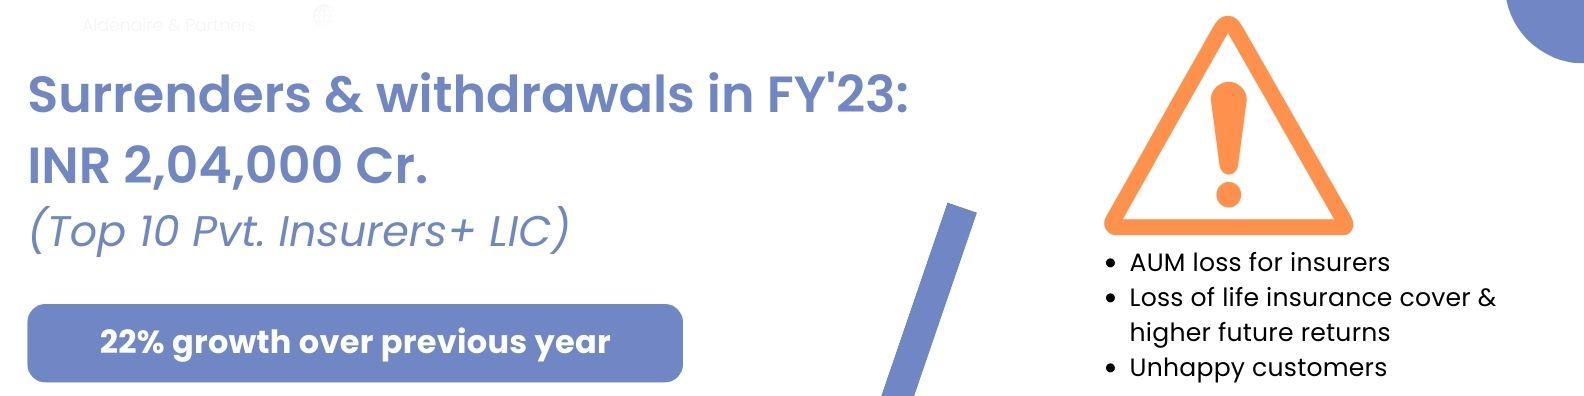 Aldenaire & Partners
Surrenders & withdrawals in FY'23:
INR 2,04,000 Cr.
(Top 10 Pvt. Insurers+ LIC)
22% growth over previous year
• AUM loss for insurers
• Loss of life insurance cover &
higher future returns
• Unhappy customers